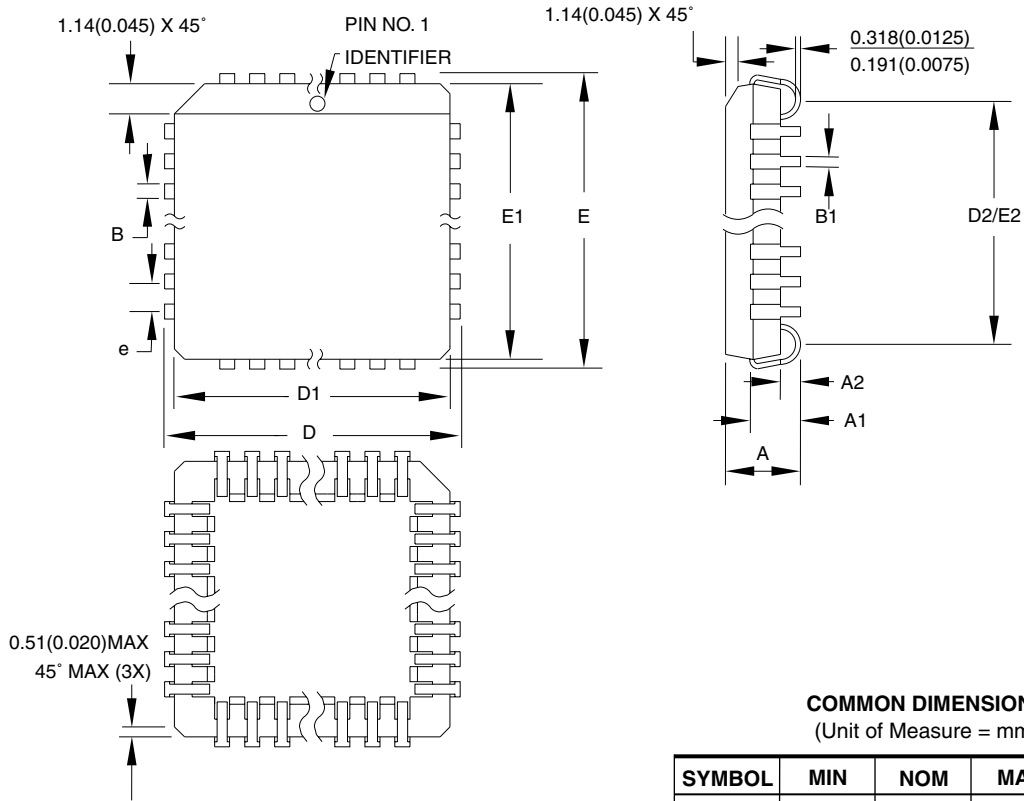 1.14(0.045) X 45˚
PIN NO. 1
IDENTIFIER
1.14(0.045) X 45˚
0.318(0.0125)
0.191(0.0075)
E1
E
B
e
B1
D2/E2
D1
D
A2
A1
A
0.51(0.020)MAX
45˚ MAX (3X)
COMMON DIMENSION
(Unit of Measure = mm
SYMBOL MIN NOM MA